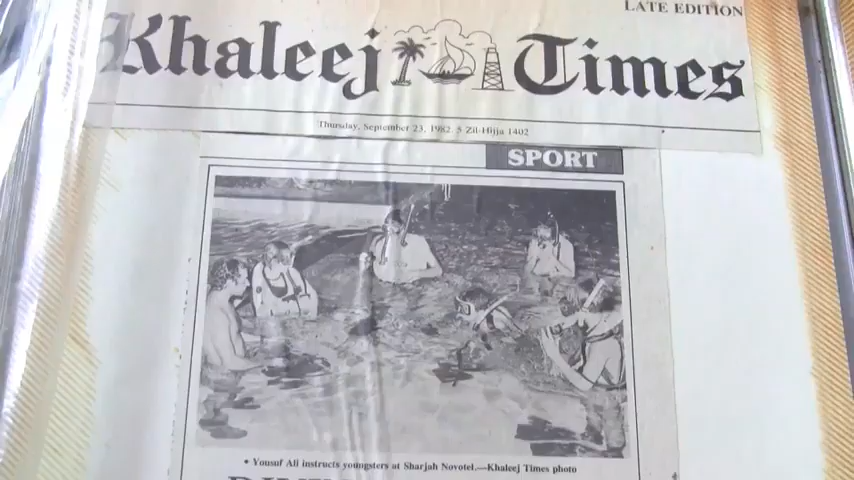 LATE EDITION
Khaleej Times
Thursday, September 23, 1982. 5 Zil-Hijja 1402
SPORT
• Yousuf Ali instructs youngsters at Sharjah Novotel.—Khaleej Times photo